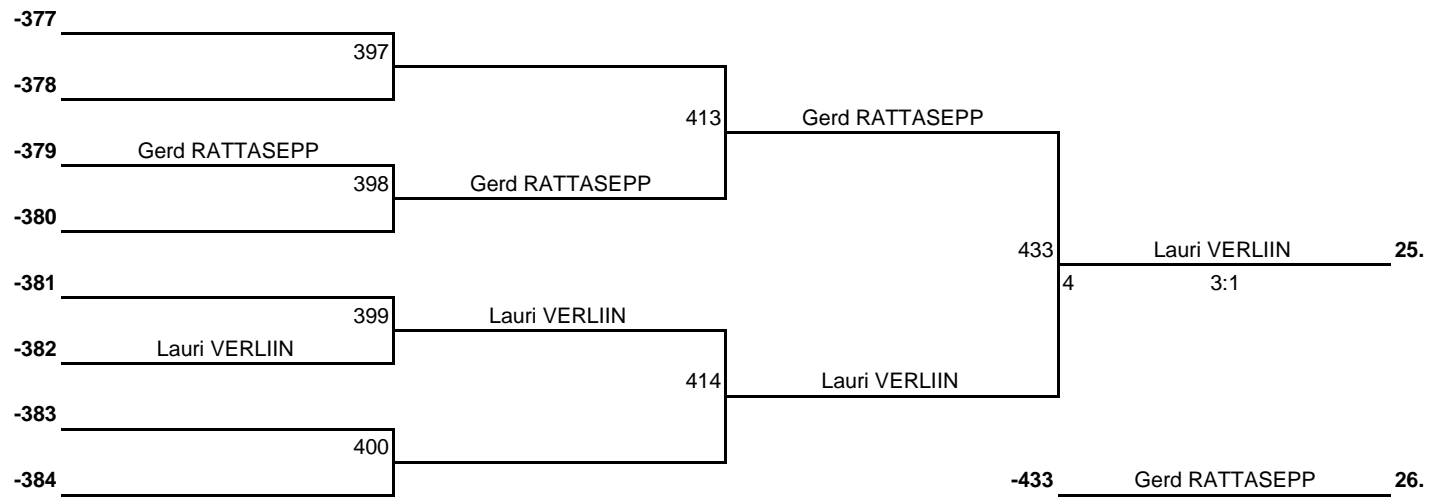 -377
397
-378
413 Gerd RATTASEPP
-379 Gerd RATTASEPP
398 Gerd RATTASEPP
-380
433 Lauri VERLIIN 25.
-381 4 3:1
399 Lauri VERLIIN
-382 Lauri VERLIIN
414 Lauri VERLIIN
-383
400
-384 -433 Gerd RATTASEPP 26.